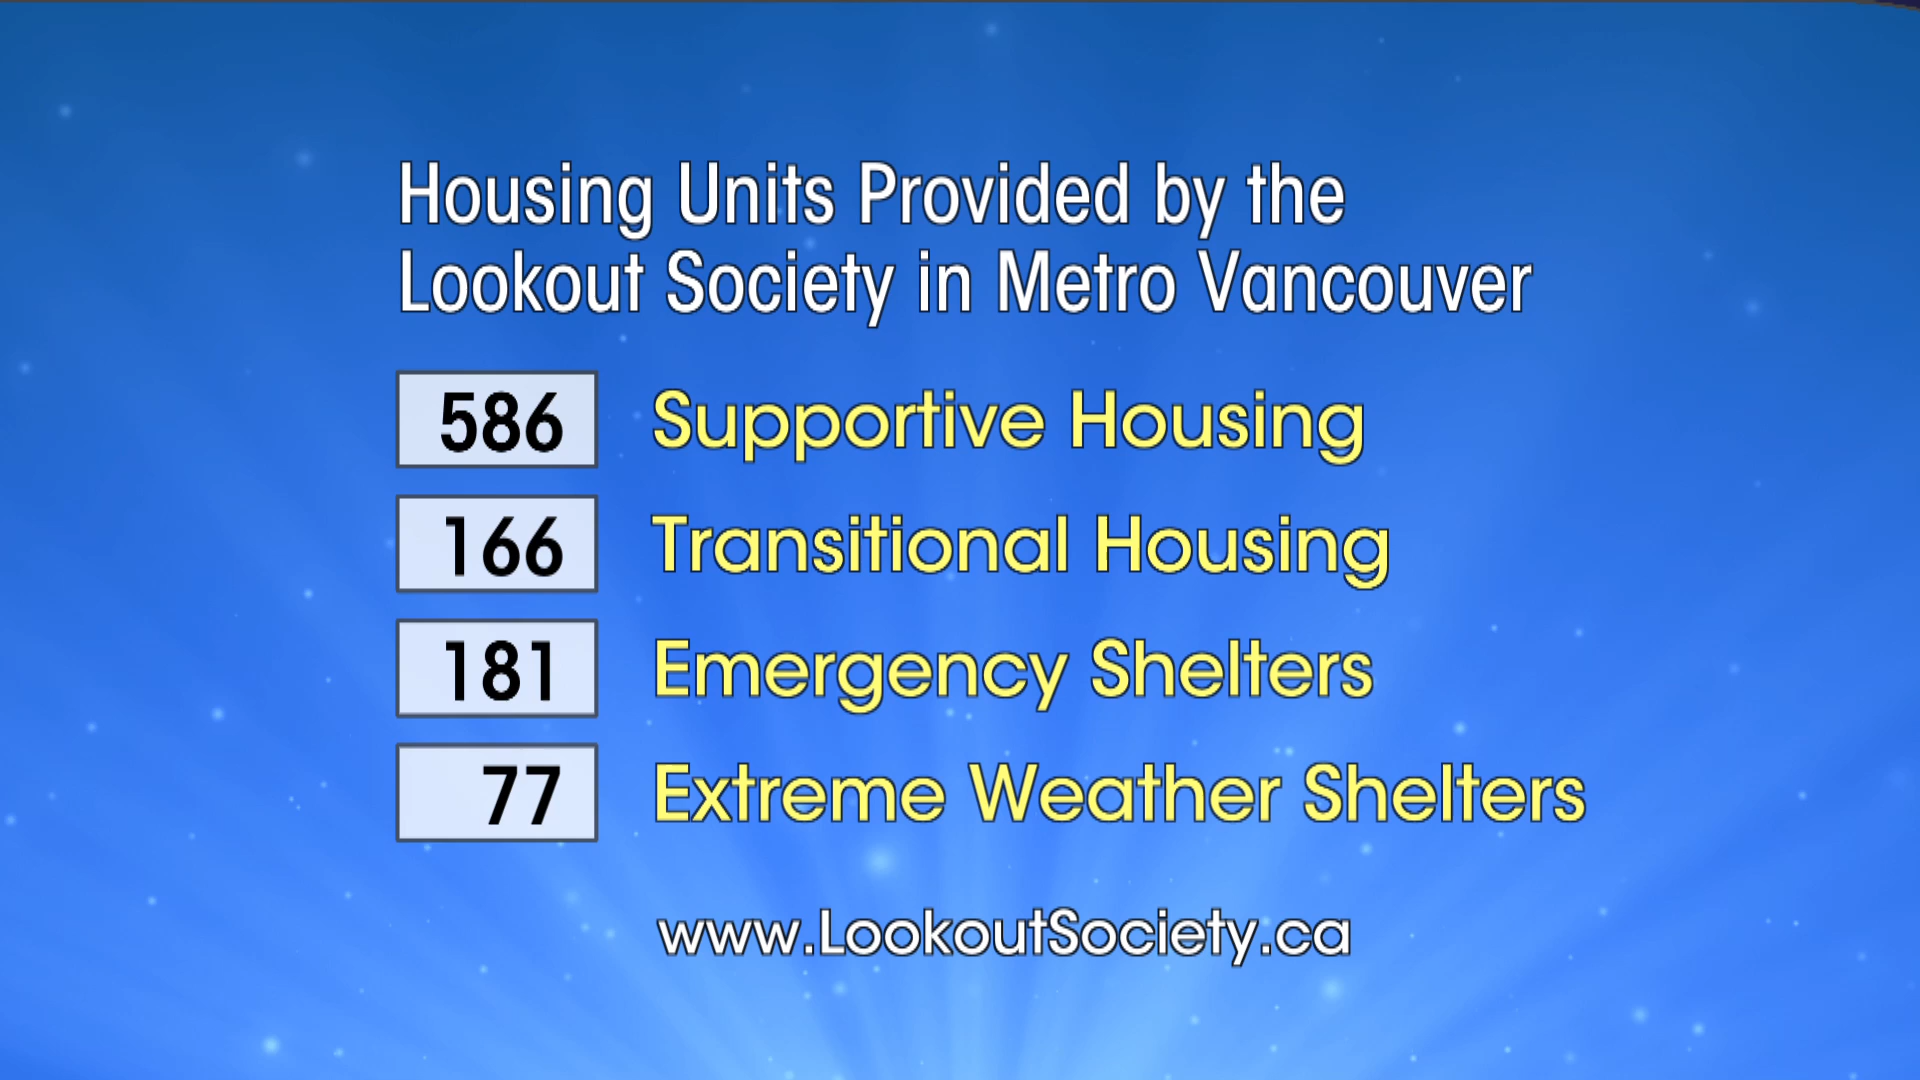 Housing Units Provided by the
Lookout Society in Metro Vancouver
586 Supportive Housing
166 Transitional Housing
181 Emergency Shelters
77 Extreme Weather Shelters
www.LookoutSociety.ca